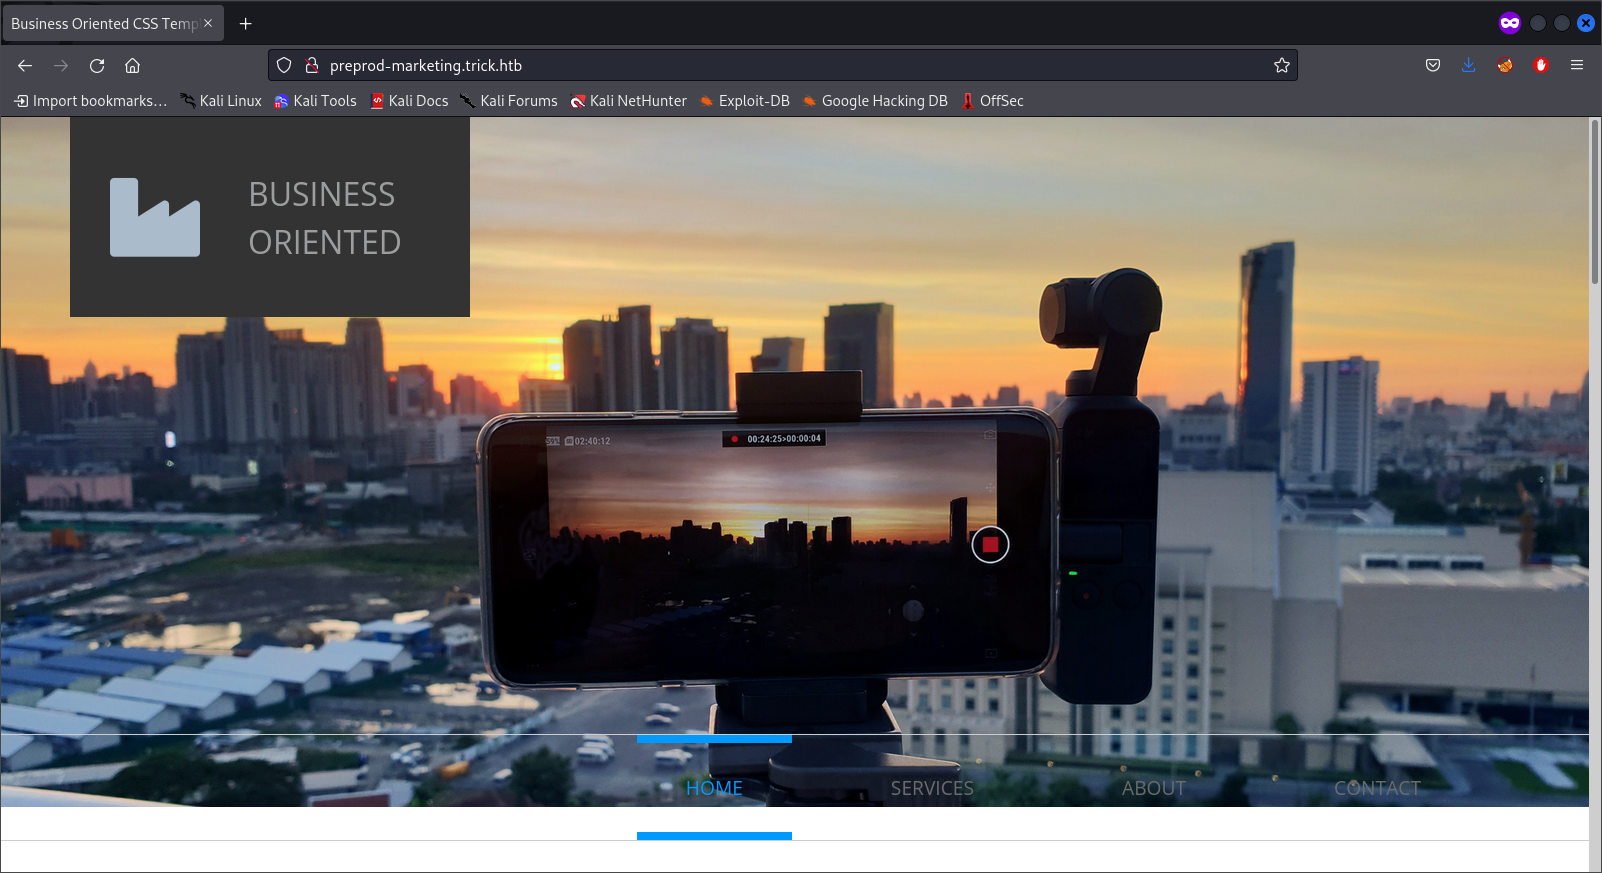 Business Oriented CSS Temp
preprod-marketing.trick.htb
Import bookmarks… Kali Linux Kali Tools Kali Docs Kali Forums Kali NetHunter Exploit-DB Google Hacking DB OffSec
BUSINESS
ORIENTED
02:40:12
00:24:25>00:00:04
HOME SERVICES ABOUT CONTACT